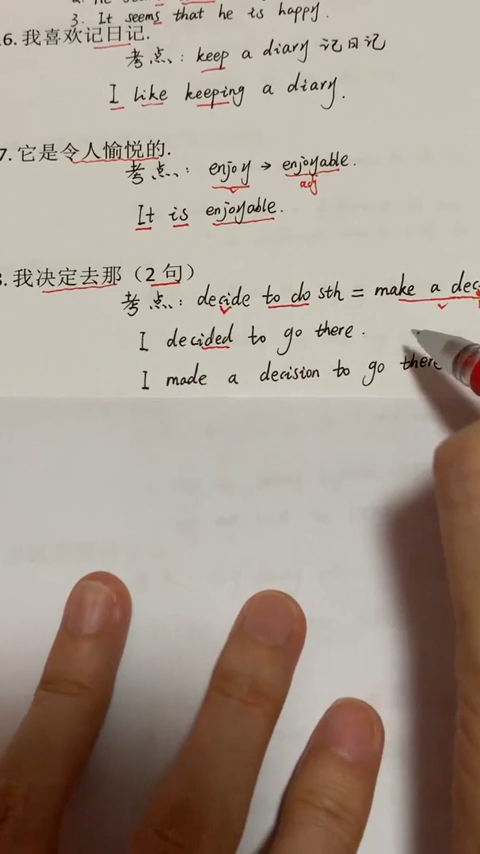 3. It seems that he is happy.
6. 我喜欢记日记.
考点: keep a diary 记日记
I like keeping a diary.
7. 它是令人愉悦的.
考点: enjoy → enjoyable.
adj
It is enjoyable.
. 我决定去那（2 句）
考点: decide to do sth = make a
I decided to go there.
I made a decision to go there